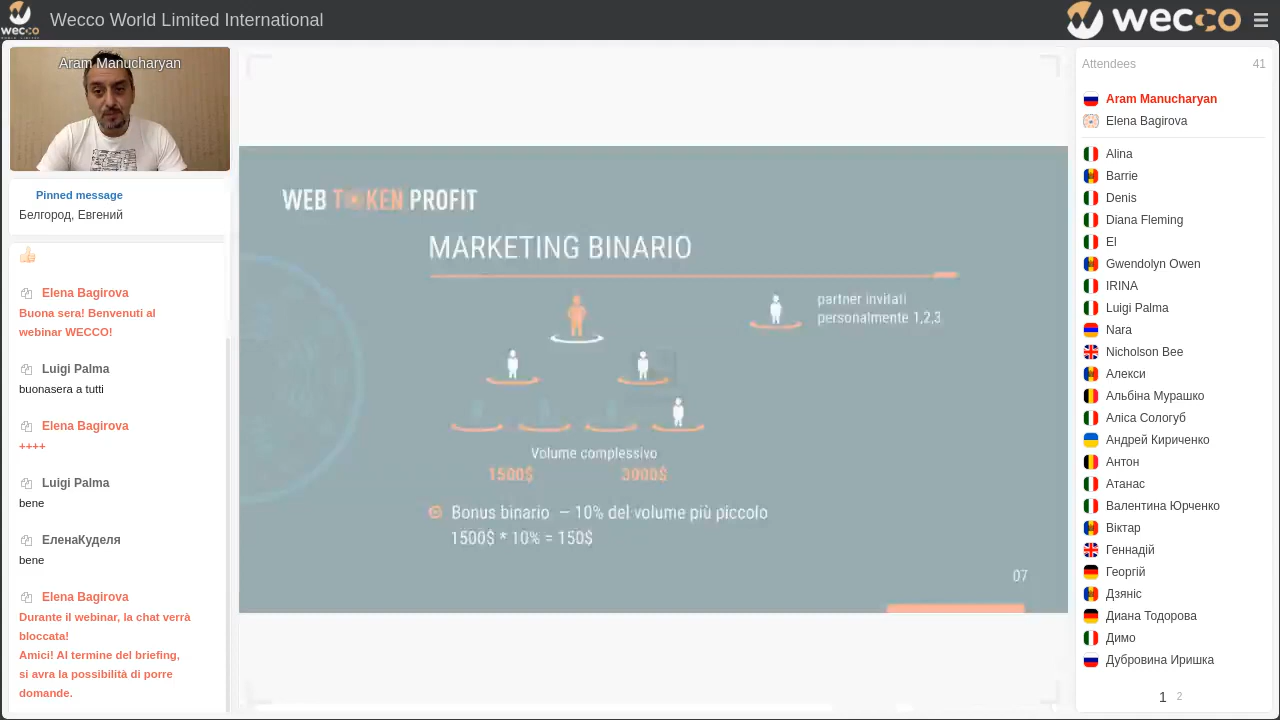 wecco
Wecco World Limited International
wecco
Aram Manucharyan
Pinned message
Белгород, Евгений
Elena Bagirova
Buona sera! Benvenuti al
webinar WECCO!
Luigi Palma
buonasera a tutti
Elena Bagirova
++++
Luigi Palma
bene
ЕленаКуделя
bene
Elena Bagirova
Durante il webinar, la chat verrà
bloccata!
Amici! Al termine del briefing,
si avra la possibilità di porre
domande.
WEB TOKEN PROFIT
MARKETING BINARIO
partner invitati
personalmente 1,2,3
Volume complessivo
1500$ 3000$
Bonus binario – 10% del volume più piccolo
1500$ * 10% = 150$
07
Attendees 41
Aram Manucharyan
Elena Bagirova
Alina
Barrie
Denis
Diana Fleming
El
Gwendolyn Owen
IRINA
Luigi Palma
Nara
Nicholson Bee
Алекси
Альбіна Мурашко
Аліса Сологуб
Андрей Кириченко
Антон
Атанас
Валентина Юрченко
Віктар
Геннадій
Георгій
Дзяніс
Диана Тодорова
Димо
Дубровина Иришка
1 2